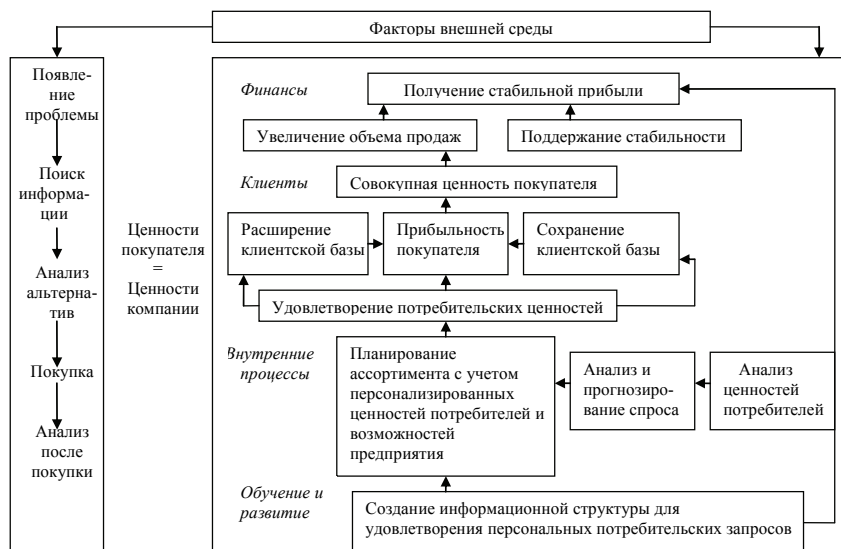 Факторы внешней среды
Появле-
ние
проблемы
Поиск
информа-
ции
Анализ
альтерна-
тив
Покупка
Анализ
после
покупки
Ценности
покупателя
=
Ценности
компании
Финансы
Получение стабильной прибыли
Увеличение объема продаж
Поддержание стабильности
Клиенты
Совокупная ценность покупателя
Расширение
клиентской базы
Прибыльность
покупателя
Сохранение
клиентской базы
Удовлетворение потребительских ценностей
Внутренние
процессы
Планирование
ассортимента с учетом
персонализированных
ценностей потребителей и
возможностей
предприятия
Анализ и
прогнозиро-
вание спроса
Анализ
ценностей
потребителей
Обучение и
развитие
Создание информационной структуры для
удовлетворения персональных потребительских запросов